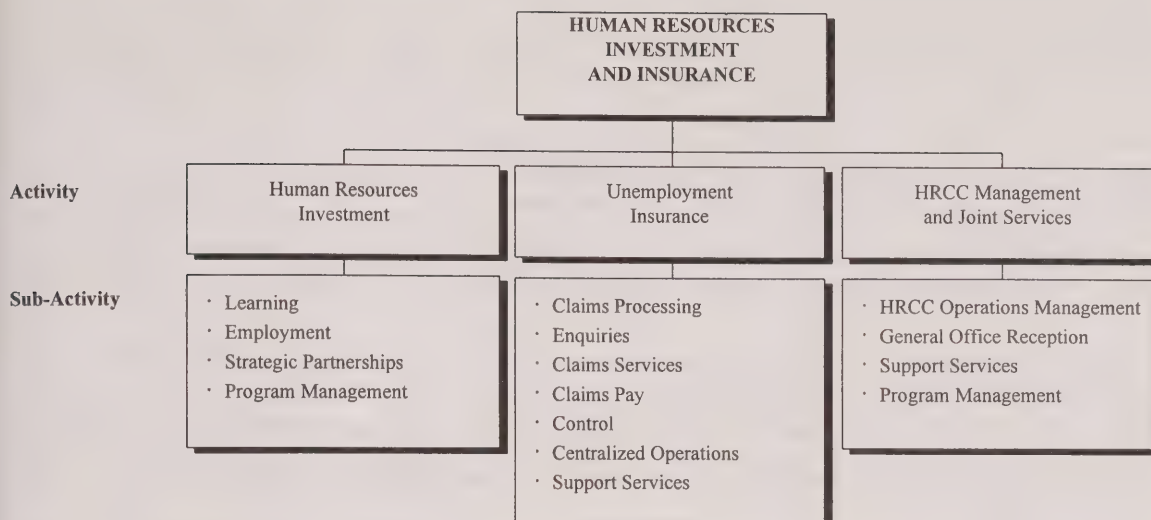 HUMAN RESOURCES
INVESTMENT
AND INSURANCE
Activity
Human Resources
Investment
Unemployment
Insurance
HRCC Management
and Joint Services
Sub-Activity
· Learning
· Employment
· Strategic Partnerships
· Program Management
· Claims Processing
· Enquiries
· Claims Services
· Claims Pay
· Control
· Centralized Operations
· Support Services
· HRCC Operations Management
· General Office Reception
· Support Services
· Program Management